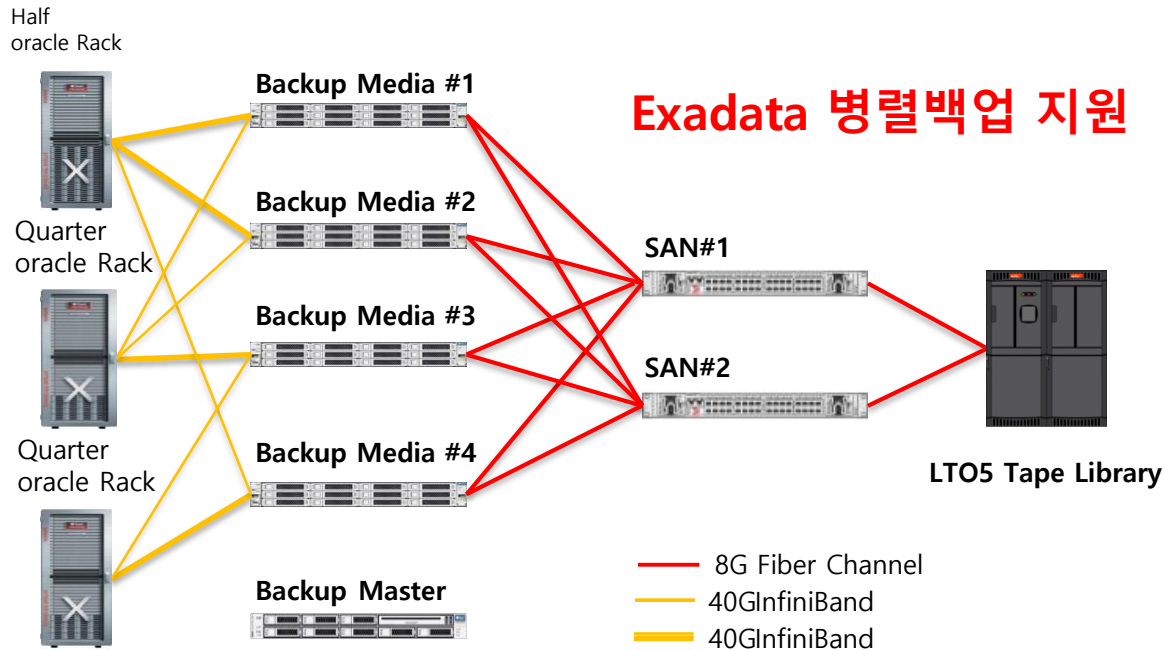 Half
oracle Rack
Backup Media #1
Exadata 병렬백업 지원
Backup Media #2
Quarter
oracle Rack
SAN#1
Backup Media #3
SAN#2
Quarter
oracle Rack
Backup Media #4
LTO5 Tape Library
8G Fiber Channel
Backup Master
40GInfiniBand
40GInfiniBand